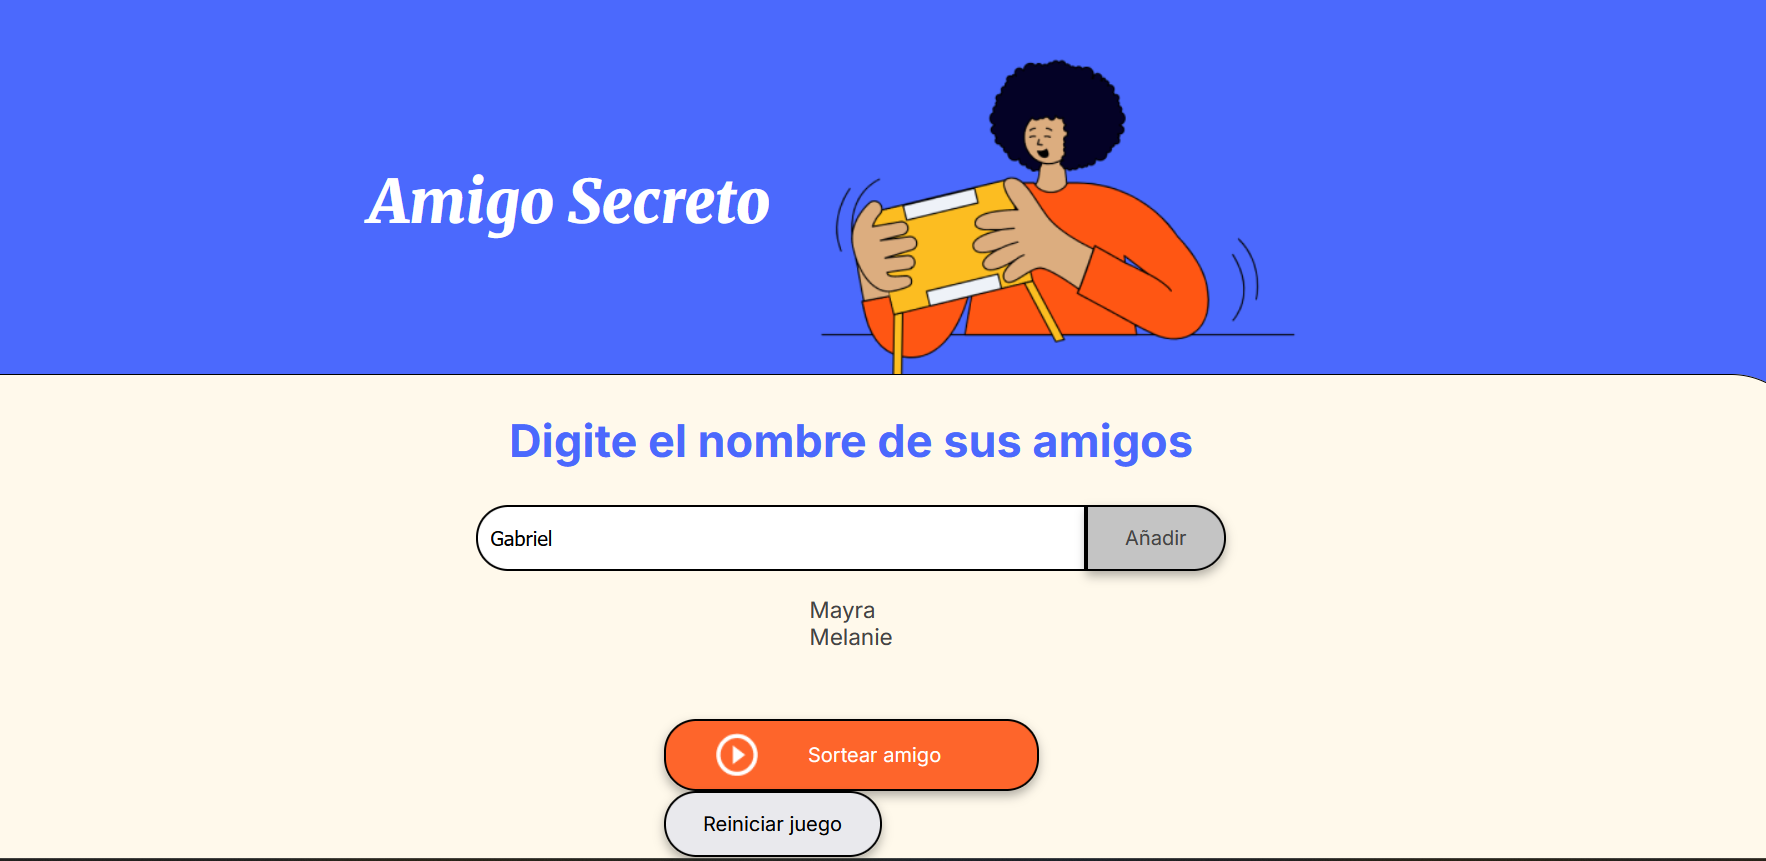 Amigo Secreto
Digite el nombre de sus amigos
Gabriel
Añadir
Mayra
Melanie
Sortear amigo
Reiniciar juego